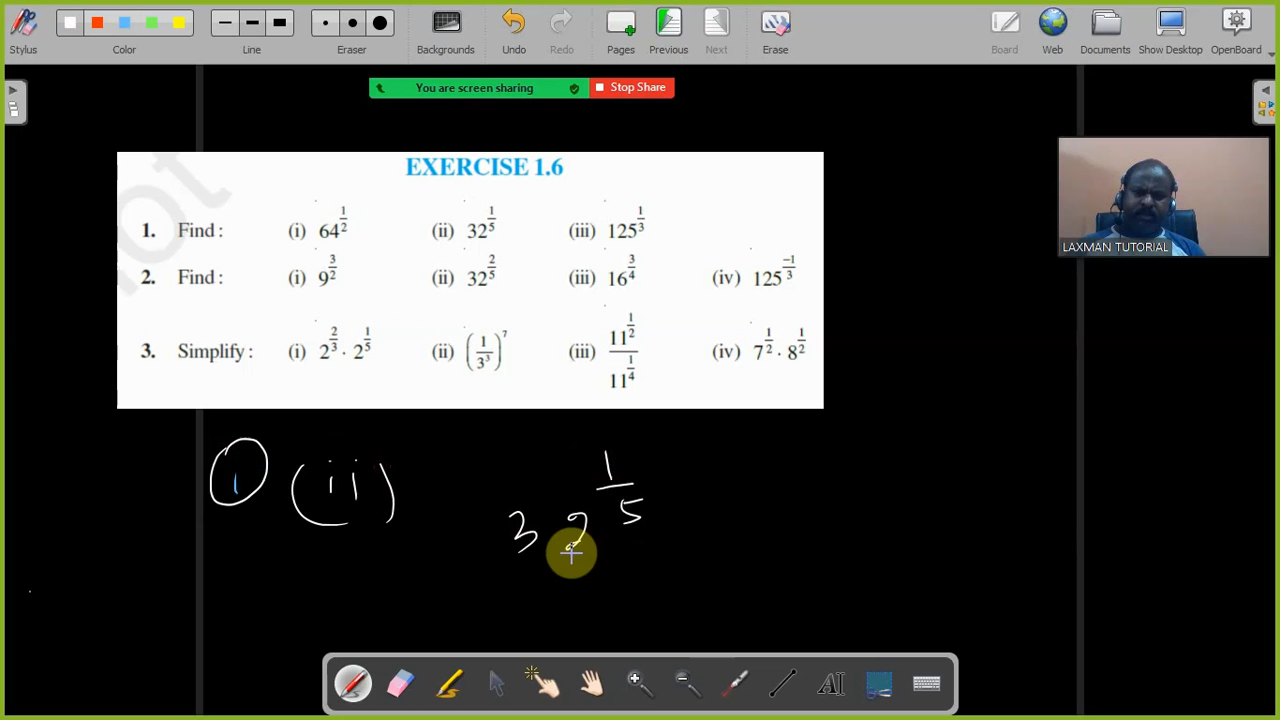 Stylus Color Line Eraser Backgrounds Undo Redo Pages Previous Next Erase Board Web Documents Show Desktop OpenBoard
You are screen sharing Stop Share
EXERCISE 1.6
1. Find : (i) 64^{1/2} (ii) 32^{1/5} (iii) 125^{1/3}
2. Find : (i) 9^{3/2} (ii) 32^{2/5} (iii) 16^{3/4} (iv) 125^{-1/3}
3. Simplify : (i) 2^{2/3} · 2^{1/5} (ii) (1/3^3)^7 (iii) 11^{1/2}/11^{1/4} (iv) 7^{1/2} · 8^{1/2}
LAXMAN TUTORIAL
1 (ii) 32^{1/5}